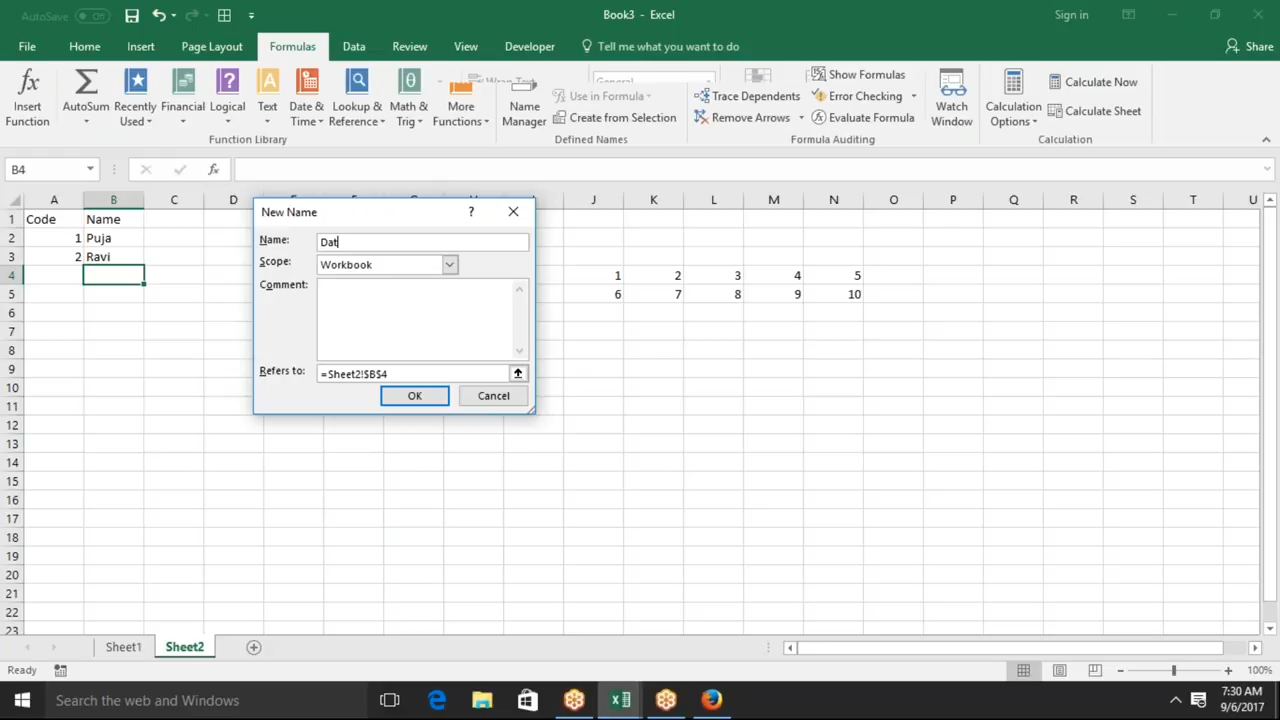 AutoSave Off
Book3 - Excel
Sign in
File Home Insert Page Layout Formulas Data Review View Developer Tell me what you want to do Share
Insert Function
AutoSum
Recently Used
Financial
Logical
Text
Date & Time
Lookup & Reference
Math & Trig
More Functions
Function Library
Wrap Text
General
Name Manager
Use in Formula
Create from Selection
Defined Names
Trace Dependents
Remove Arrows
Show Formulas
Error Checking
Evaluate Formula
Formula Auditing
Watch Window
Calculation Options
Calculate Now
Calculate Sheet
Calculation
B4 fx
A B C D J K L M N O P Q R S T U
1 Code Name
2 1 Puja
3 2 Ravi
4 1 2 3 4 5
5 6 7 8 9 10
6
7
8
9
10
11
12
13
14
15
16
17
18
19
20
21
22
23
New Name ?
Name: Dat
Scope: Workbook
Comment:
Refers to: =Sheet2!$B$4
OK Cancel
Sheet1 Sheet2
Ready 100%
Search the web and Windows
7:30 AM
9/6/2017